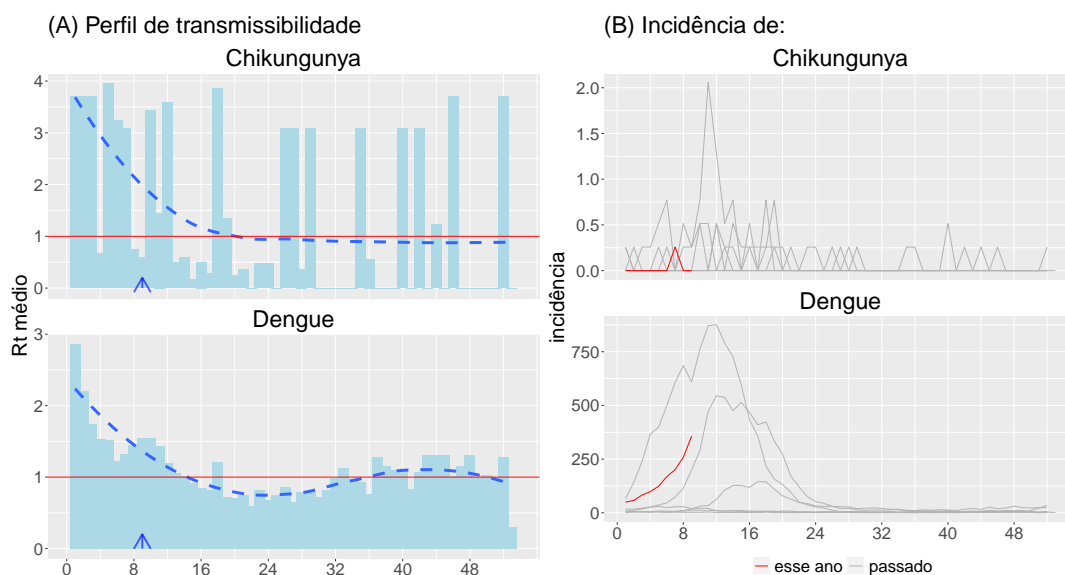 (A) Perfil de transmissibilidade
Chikungunya
4
3
2
1
0
Dengue
3
2
1
0
Rt médio
0 8 16 24 32 40 48
(B) Incidência de:
Chikungunya
2.0
1.5
1.0
0.5
0.0
Dengue
750
500
250
0
incidência
0 8 16 24 32 40 48
esse ano passado